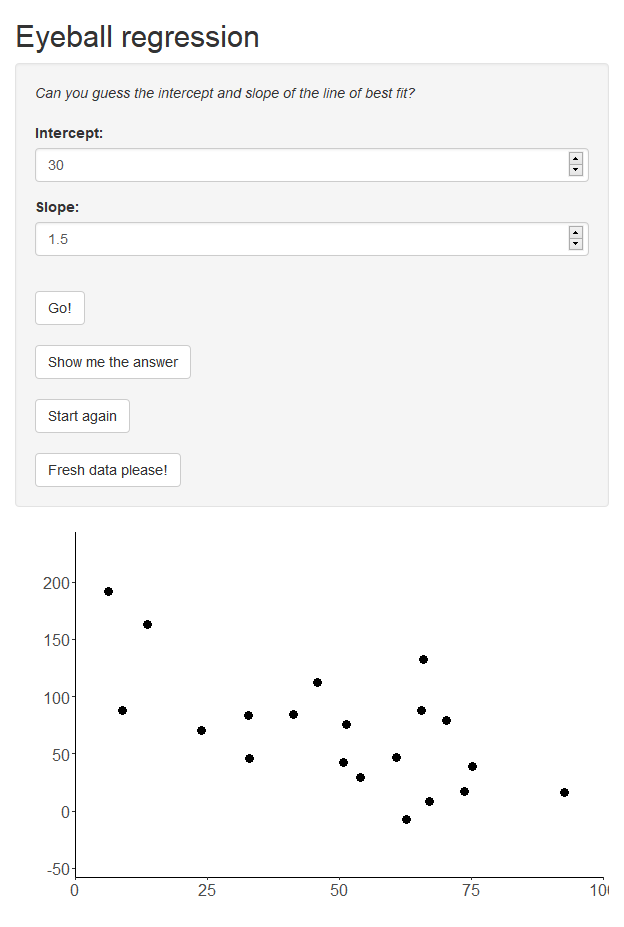 Eyeball regression
Can you guess the intercept and slope of the line of best fit?
Intercept:
30
Slope:
1.5
Go!
Show me the answer
Start again
Fresh data please!
200
150
100
50
0
-50
0 25 50 75 100